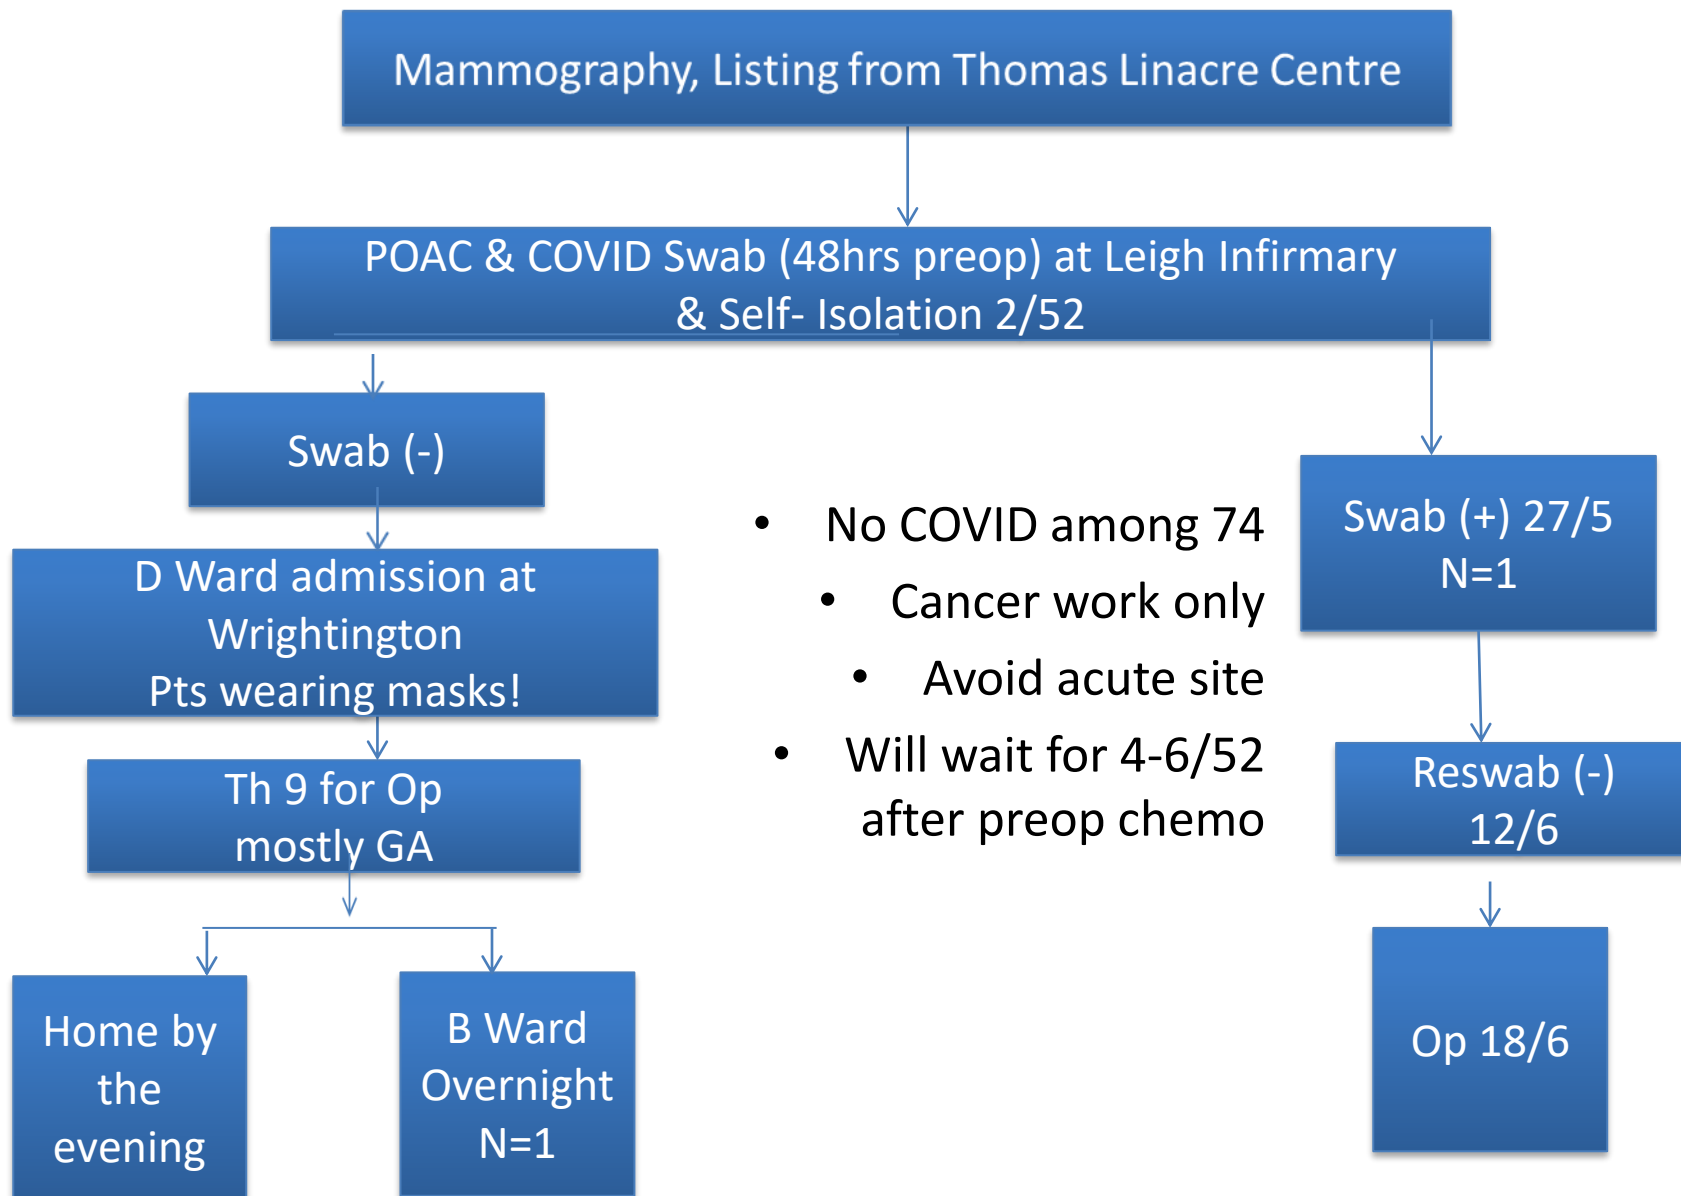 Mammography, Listing from Thomas Linacre Centre
POAC & COVID Swab (48hrs preop) at Leigh Infirmary
& Self- Isolation 2/52
Swab (-)
D Ward admission at
Wrightington
Pts wearing masks!
Th 9 for Op
mostly GA
Home by
the
evening
B Ward
Overnight
N=1
• No COVID among 74
• Cancer work only
• Avoid acute site
• Will wait for 4-6/52
after preop chemo
Swab (+) 27/5
N=1
Reswab (-)
12/6
Op 18/6